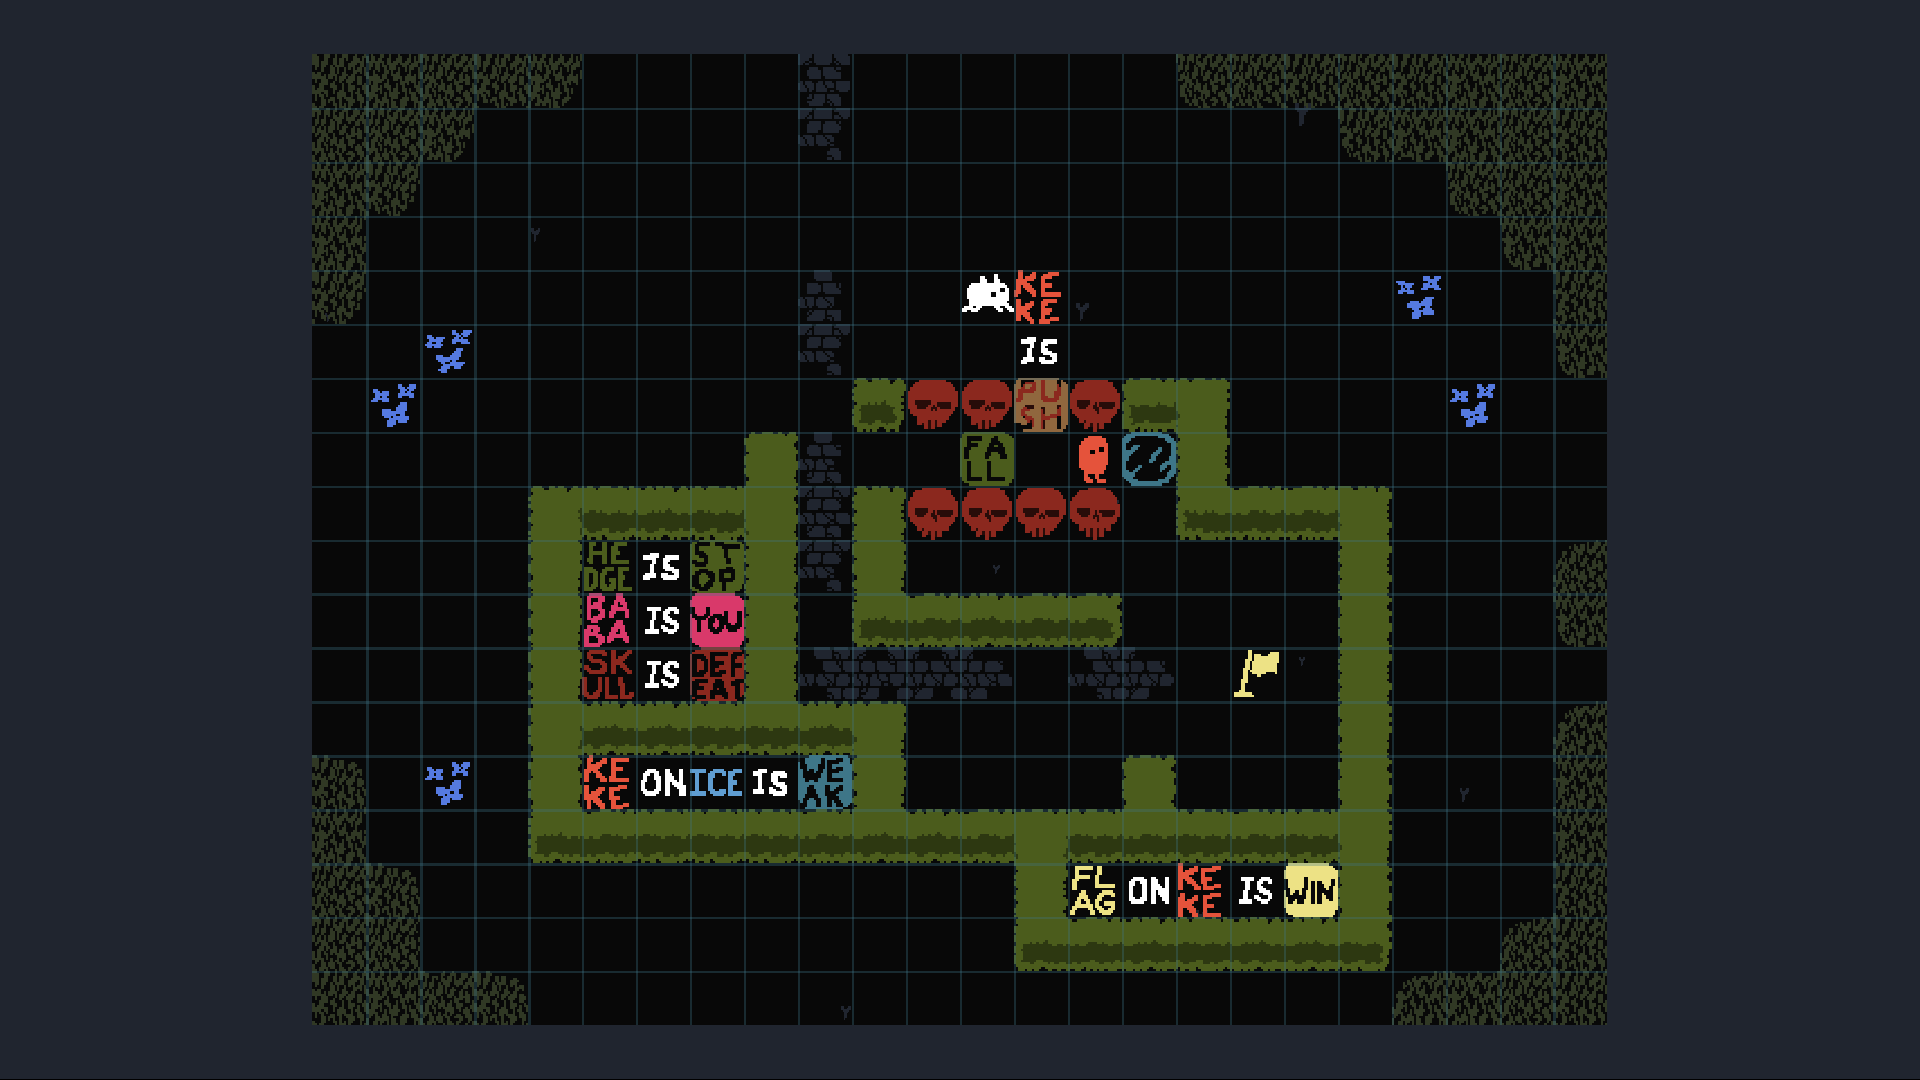 KEKE
IS
PUSH
FALL
HEDGE IS STOP
BABA IS YOU
SKULL IS DEFEAT
KEKE ON ICE IS WEAK
FLAG ON KEKE IS WIN